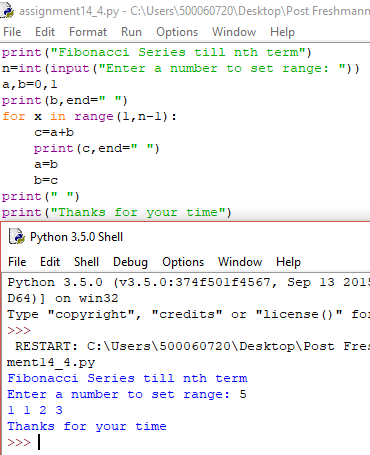 assignment14_4.py - C:\Users\500060720\Desktop\Post Freshmann
File Edit Format Run Options Window Help
print("Fibonacci Series till nth term")
n=int(input("Enter a number to set range: "))
a,b=0,1
print(b,end=" ")
for x in range(1,n-1):
    c=a+b
    print(c,end=" ")
    a=b
    b=c
print(" ")
print("Thanks for your time")
Python 3.5.0 Shell
File Edit Shell Debug Options Window Help
Python 3.5.0 (v3.5.0:374f501f4567, Sep 13 2015
D64)] on win32
Type "copyright", "credits" or "license()" fo
>>>
RESTART: C:\Users\500060720\Desktop\Post Fres
ment14_4.py
Fibonacci Series till nth term
Enter a number to set range: 5
1 1 2 3
Thanks for your time
>>>